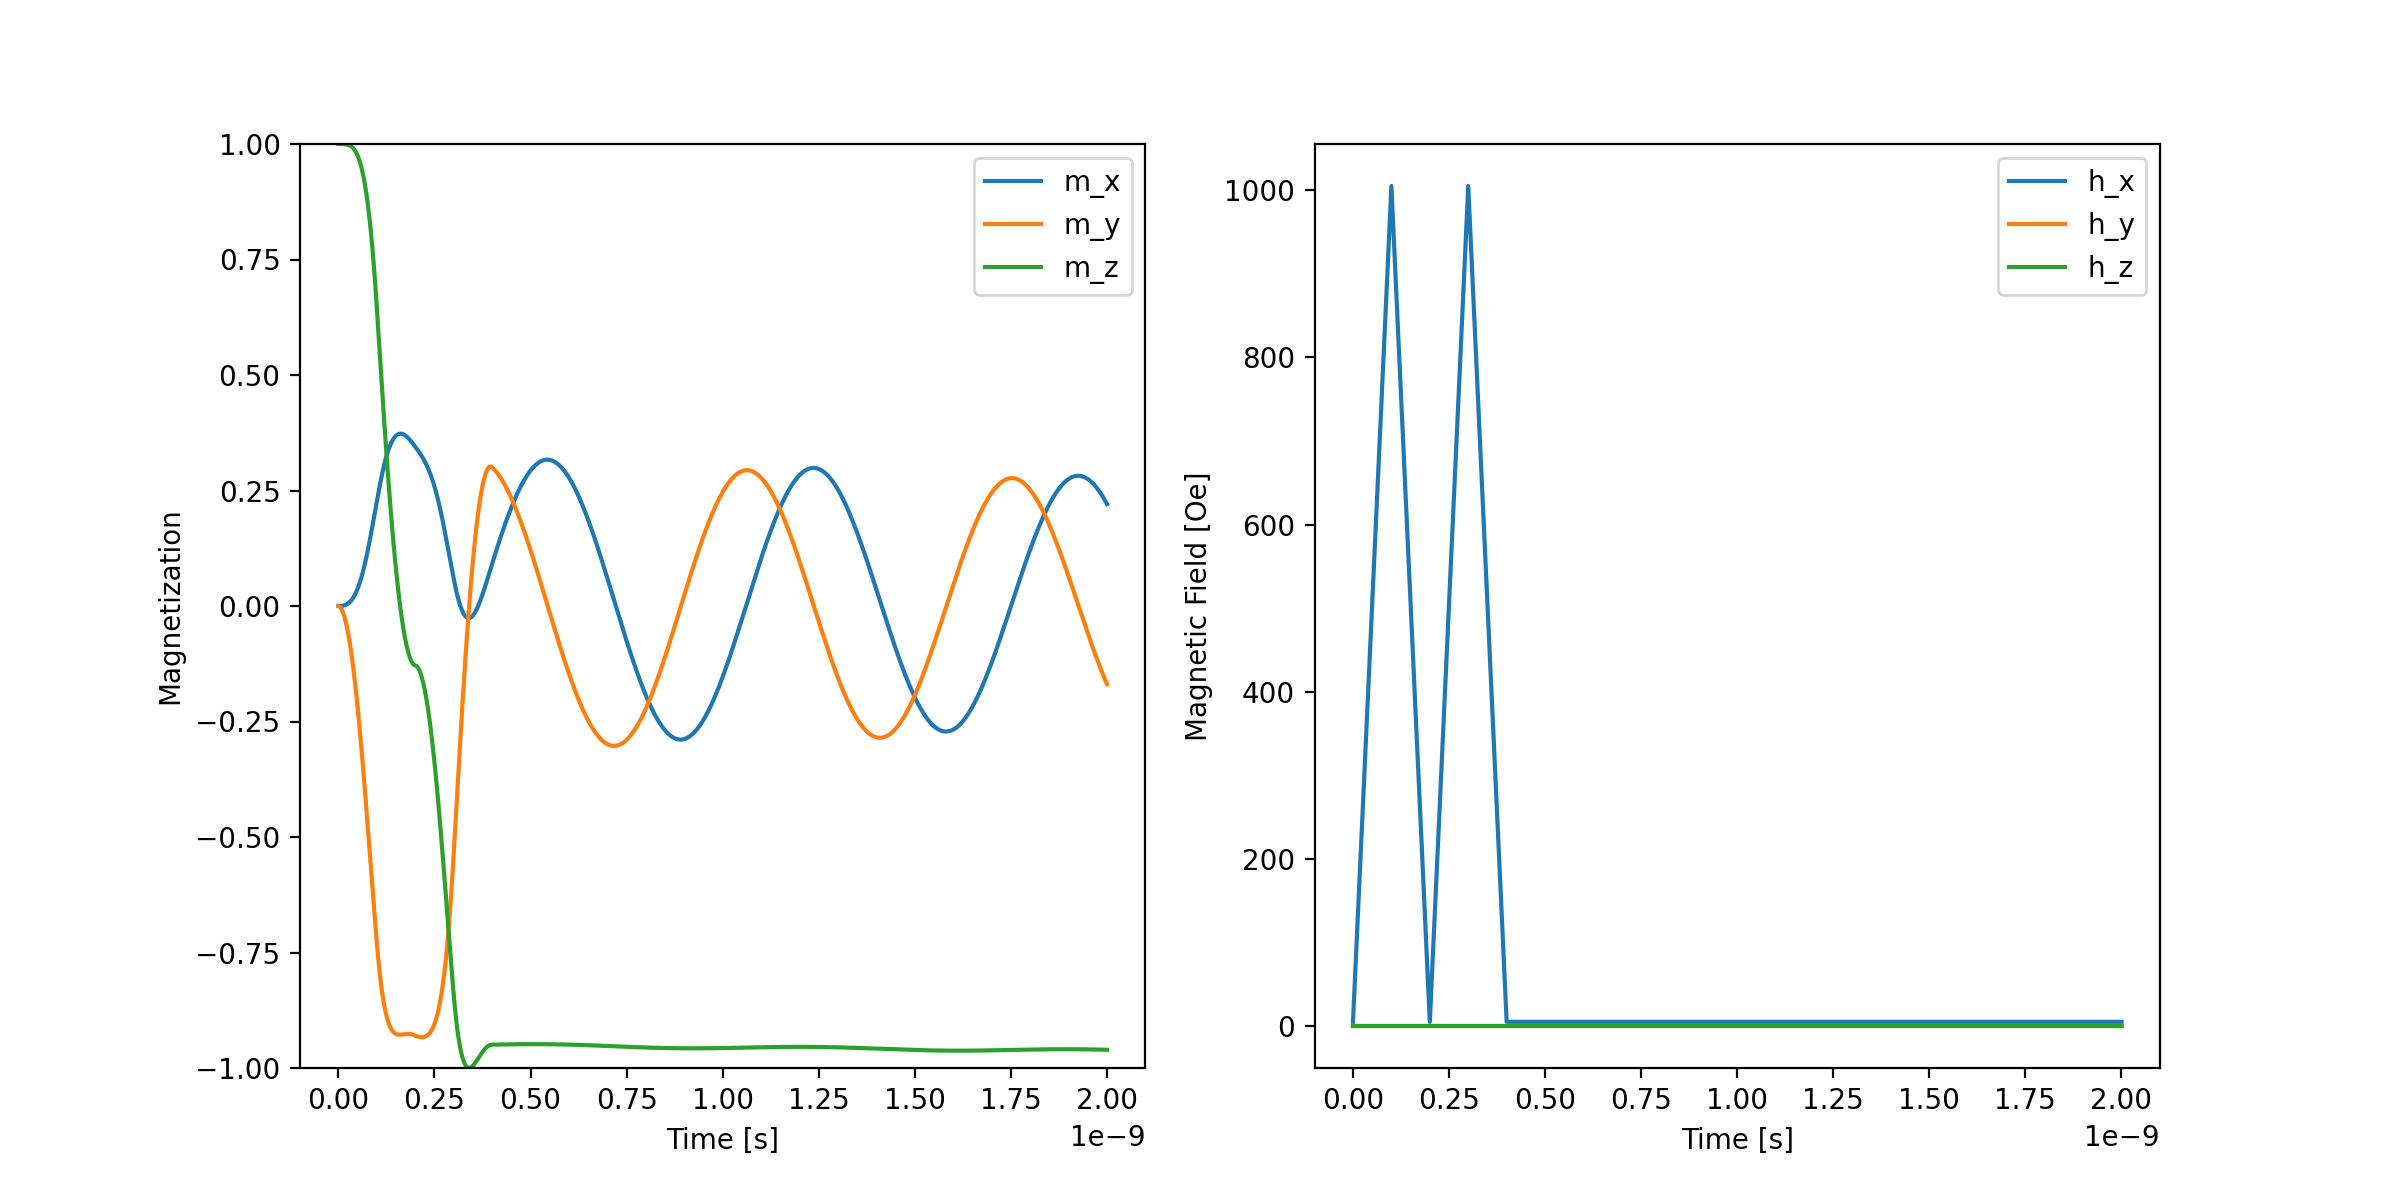 1.00
0.75
0.50
0.25
0.00
−0.25
−0.50
−0.75
−1.00
Magnetization
m_x
m_y
m_z
0.00 0.25 0.50 0.75 1.00 1.25 1.50 1.75 2.00
Time [s]
1e−9
1000
800
600
400
200
0
Magnetic Field [Oe]
h_x
h_y
h_z
0.00 0.25 0.50 0.75 1.00 1.25 1.50 1.75 2.00
Time [s]
1e−9